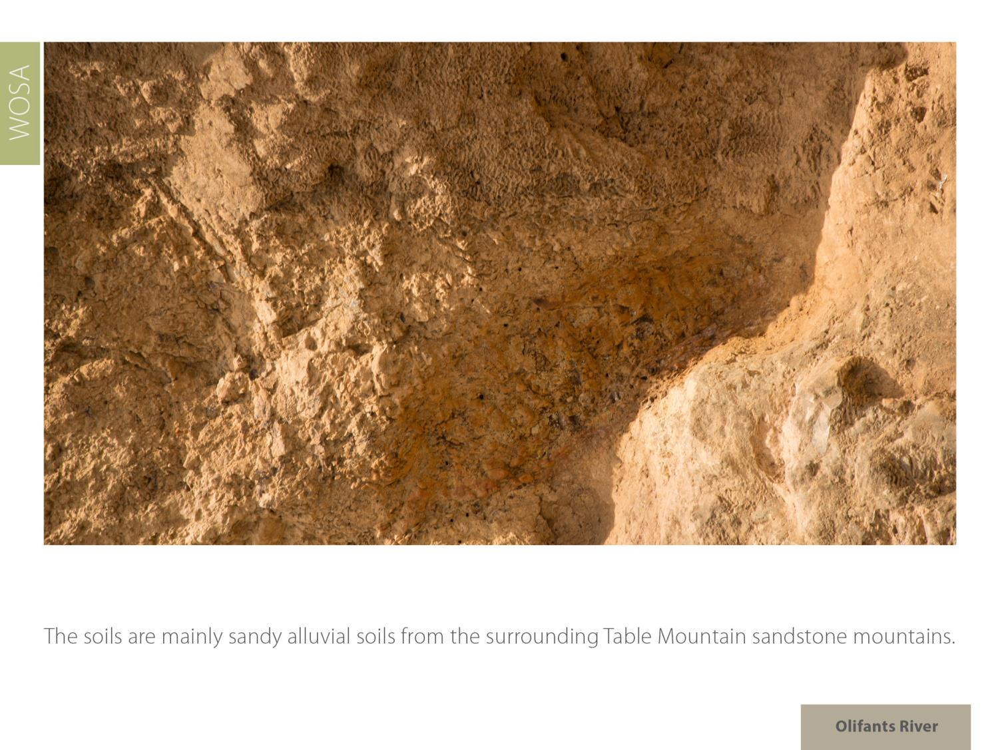 WOSA
The soils are mainly sandy alluvial soils from the surrounding Table Mountain sandstone mountains.
Olifants River